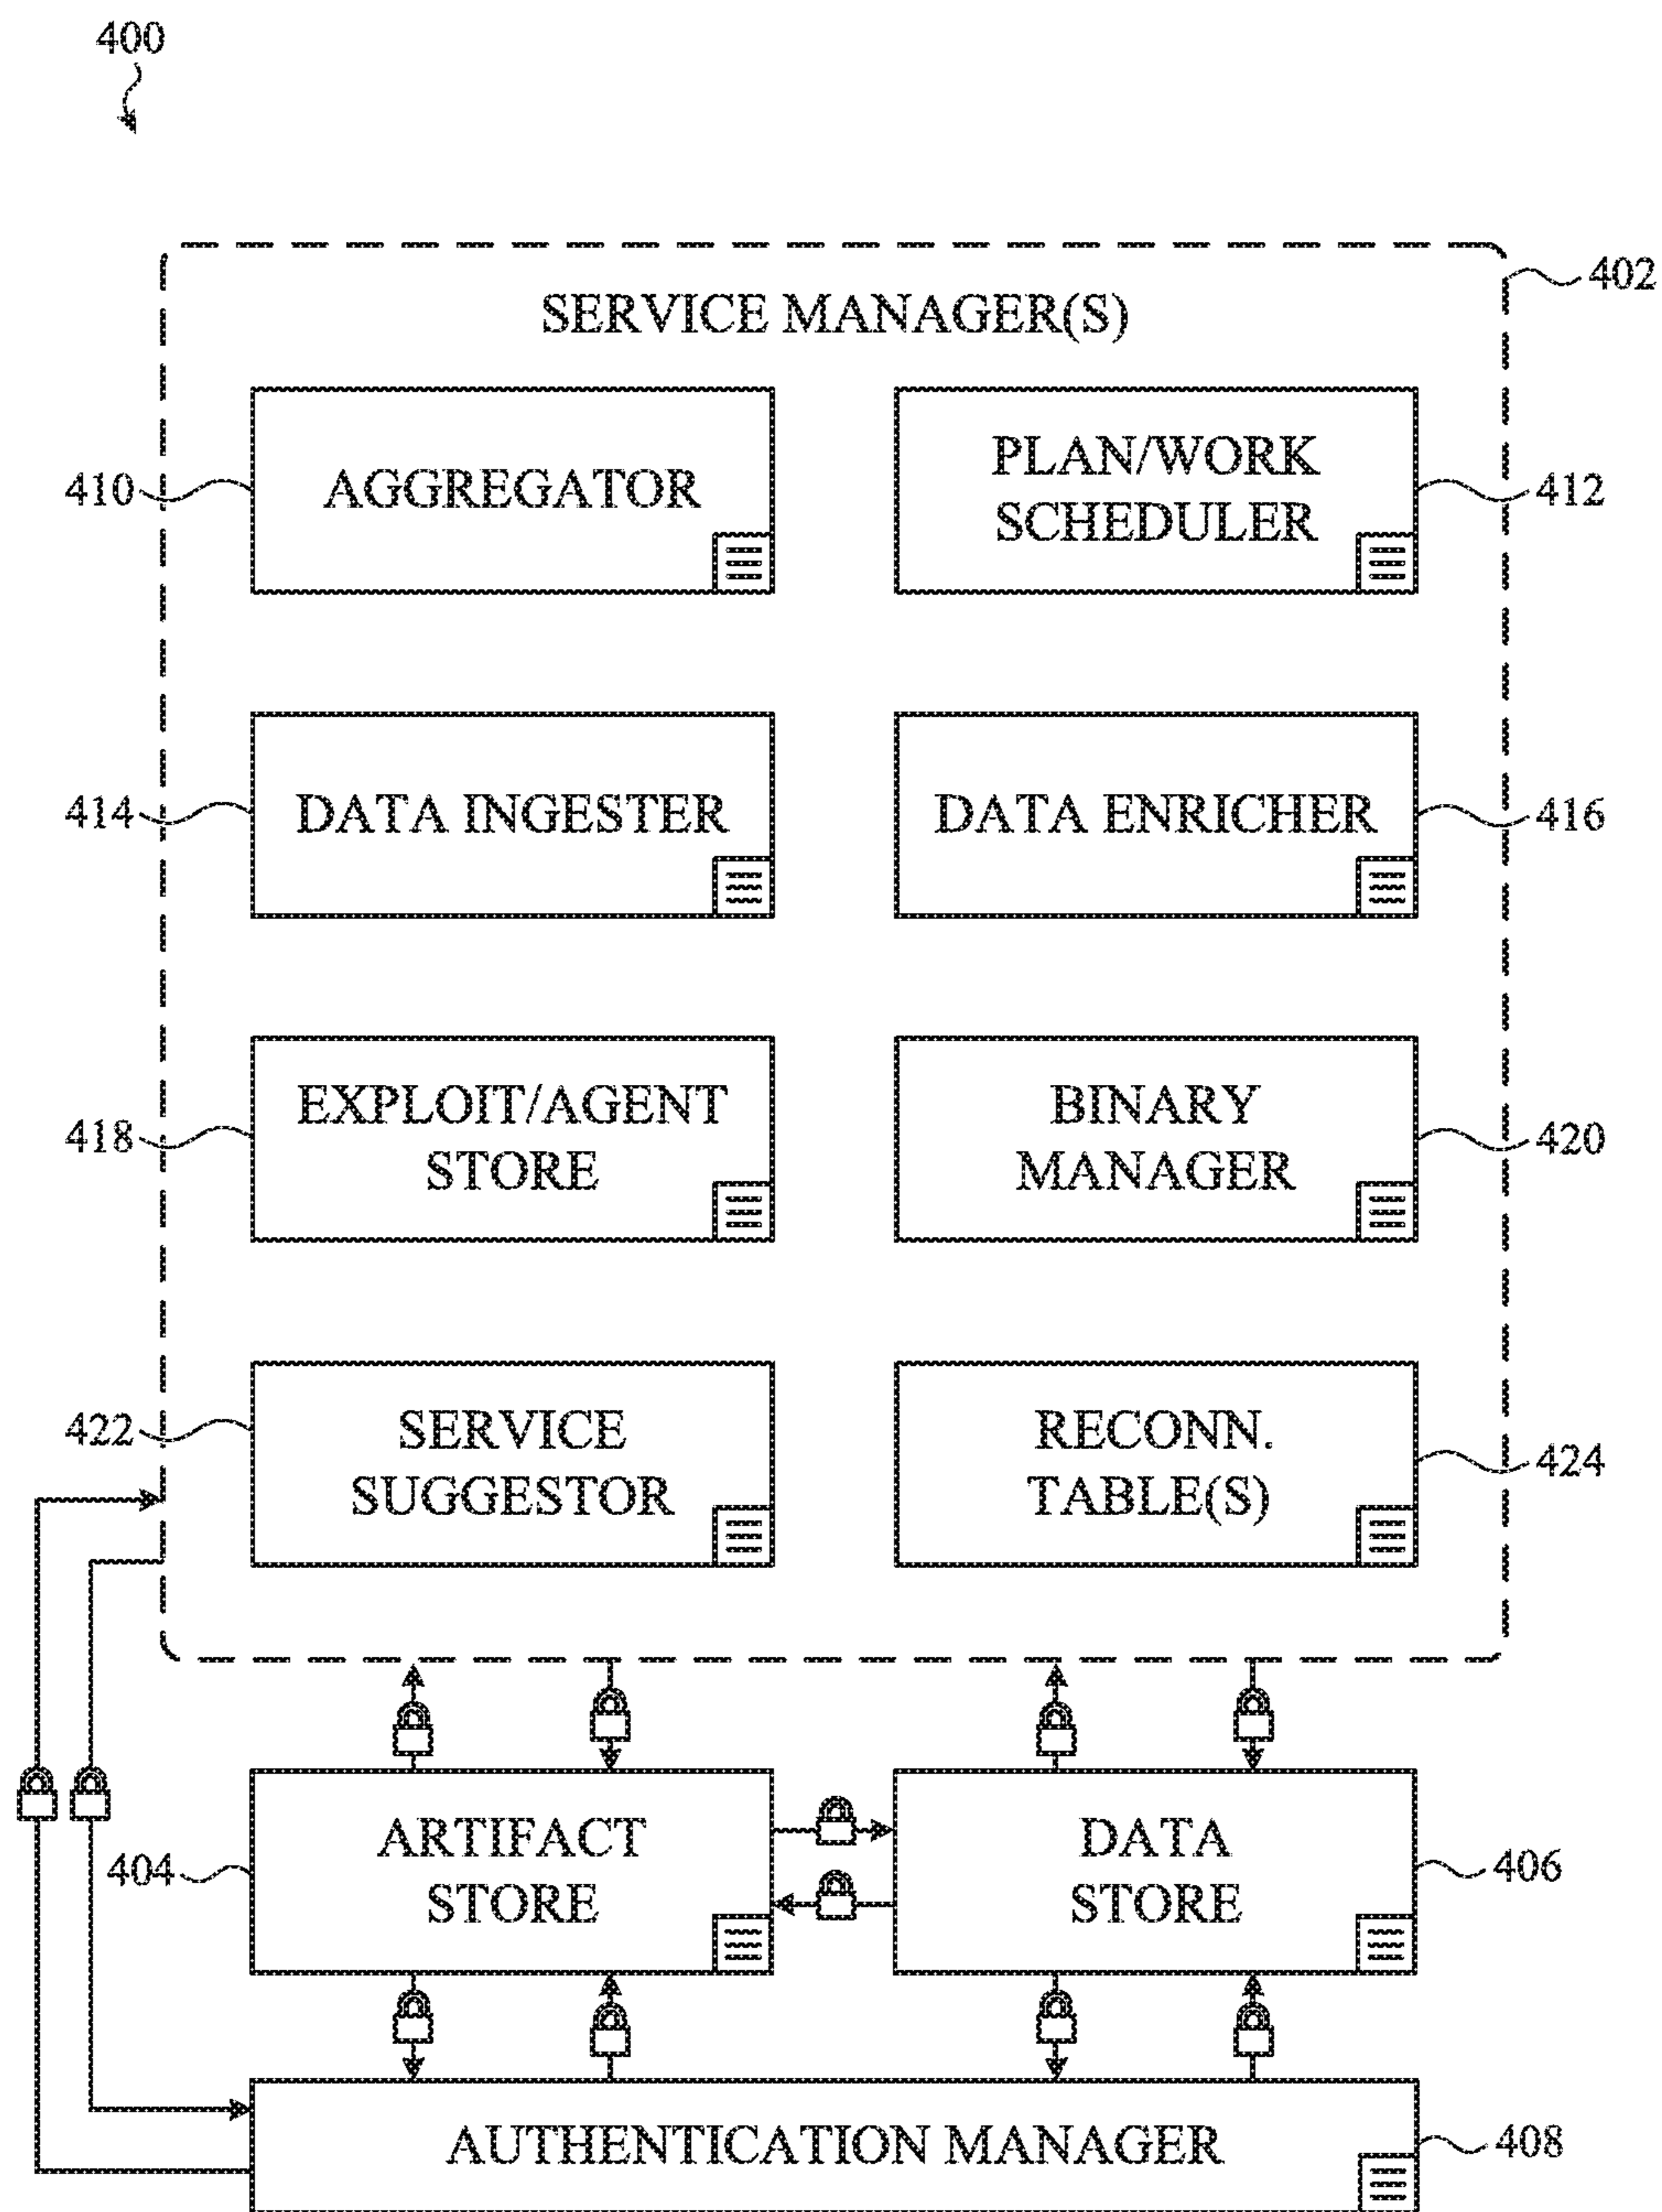 400
402
SERVICE MANAGER(S)
410
AGGREGATOR
PLAN/WORK
SCHEDULER
412
414
DATA INGESTER
DATA ENRICHER
416
418
EXPLOIT/AGENT
STORE
BINARY
MANAGER
420
422
SERVICE
SUGGESTOR
RECONN.
TABLE(S)
424
404
ARTIFACT
STORE
DATA
STORE
406
AUTHENTICATION MANAGER
408